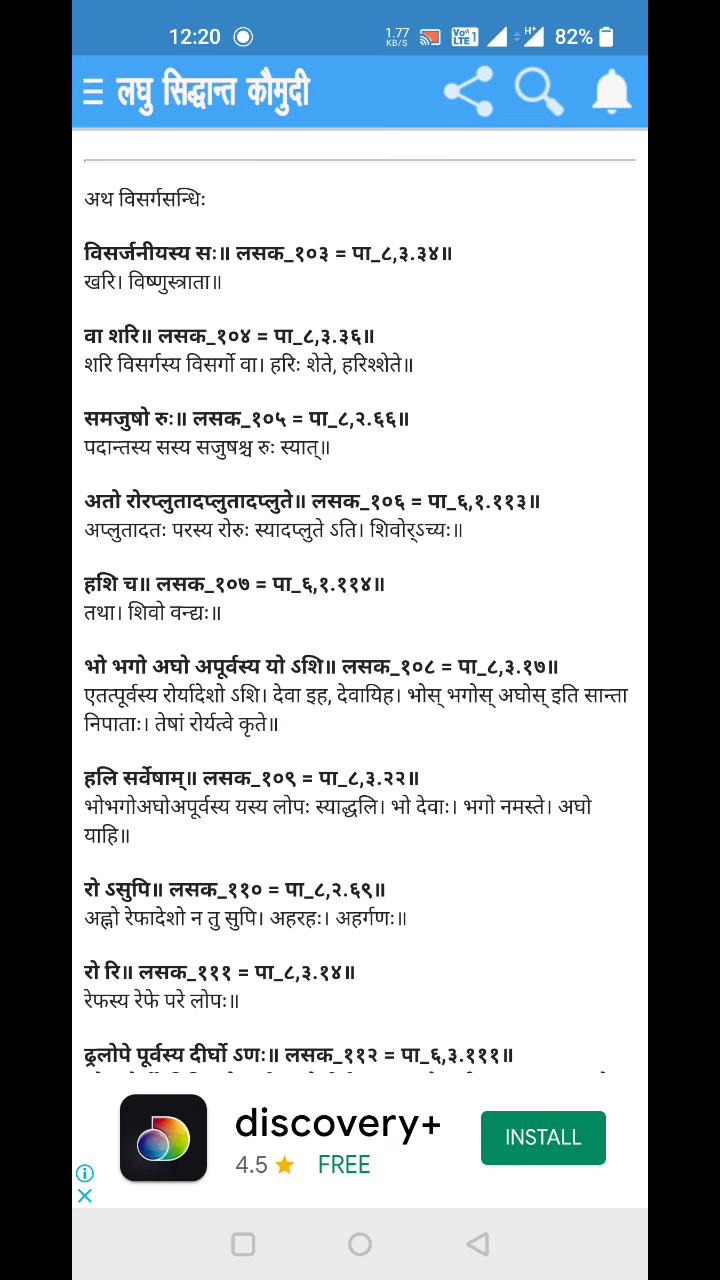 12:20
1.77 KB/S VoD LTE 1 H+ 82%
लघु सिद्धान्त कौमुदी
अथ विसर्गसन्धिः
विसर्जनीयस्य सः॥ लसक_१०३ = पा_८,३.३४॥
खरि। विष्णुस्त्राता॥
वा शरि॥ लसक_१०४ = पा_८,३.३६॥
शरि विसर्गस्य विसर्गो वा। हरिः शेते, हरिश्शेते॥
समजुषो रुः॥ लसक_१०५ = पा_८,२.६६॥
पदान्तस्य सस्य सजुषश्च रुः स्यात्॥
अतो रोरप्लुतादप्लुतादप्लुते॥ लसक_१०६ = पा_६,१.११३॥
अप्लुतादतः परस्य रोरुः स्यादप्लुते ऽति। शिवोर्ऽच्यः॥
हशि च॥ लसक_१०७ = पा_६,१.११४॥
तथा। शिवो वन्द्यः॥
भो भगो अघो अपूर्वस्य यो ऽशि॥ लसक_१०८ = पा_८,३.१७॥
एतत्पूर्वस्य रोर्यादेशो ऽशि। देवा इह, देवायिह। भोस् भगोस् अघोस् इति सान्ता
निपाताः। तेषां रोर्यत्वे कृते॥
हलि सर्वेषाम्॥ लसक_१०९ = पा_८,३.२२॥
भोभगोअघोअपूर्वस्य यस्य लोपः स्याद्धलि। भो देवाः। भगो नमस्ते। अघो
याहि॥
रो ऽसुपि॥ लसक_११० = पा_८,२.६९॥
अह्नो रेफादेशो न तु सुपि। अहरहः। अहर्गणः॥
रो रि॥ लसक_१११ = पा_८,३.१४॥
रेफस्य रेफे परे लोपः॥
ढ्रलोपे पूर्वस्य दीर्घो ऽणः॥ लसक_११२ = पा_६,३.१११॥
discovery+
4.5 ★ FREE
INSTALL